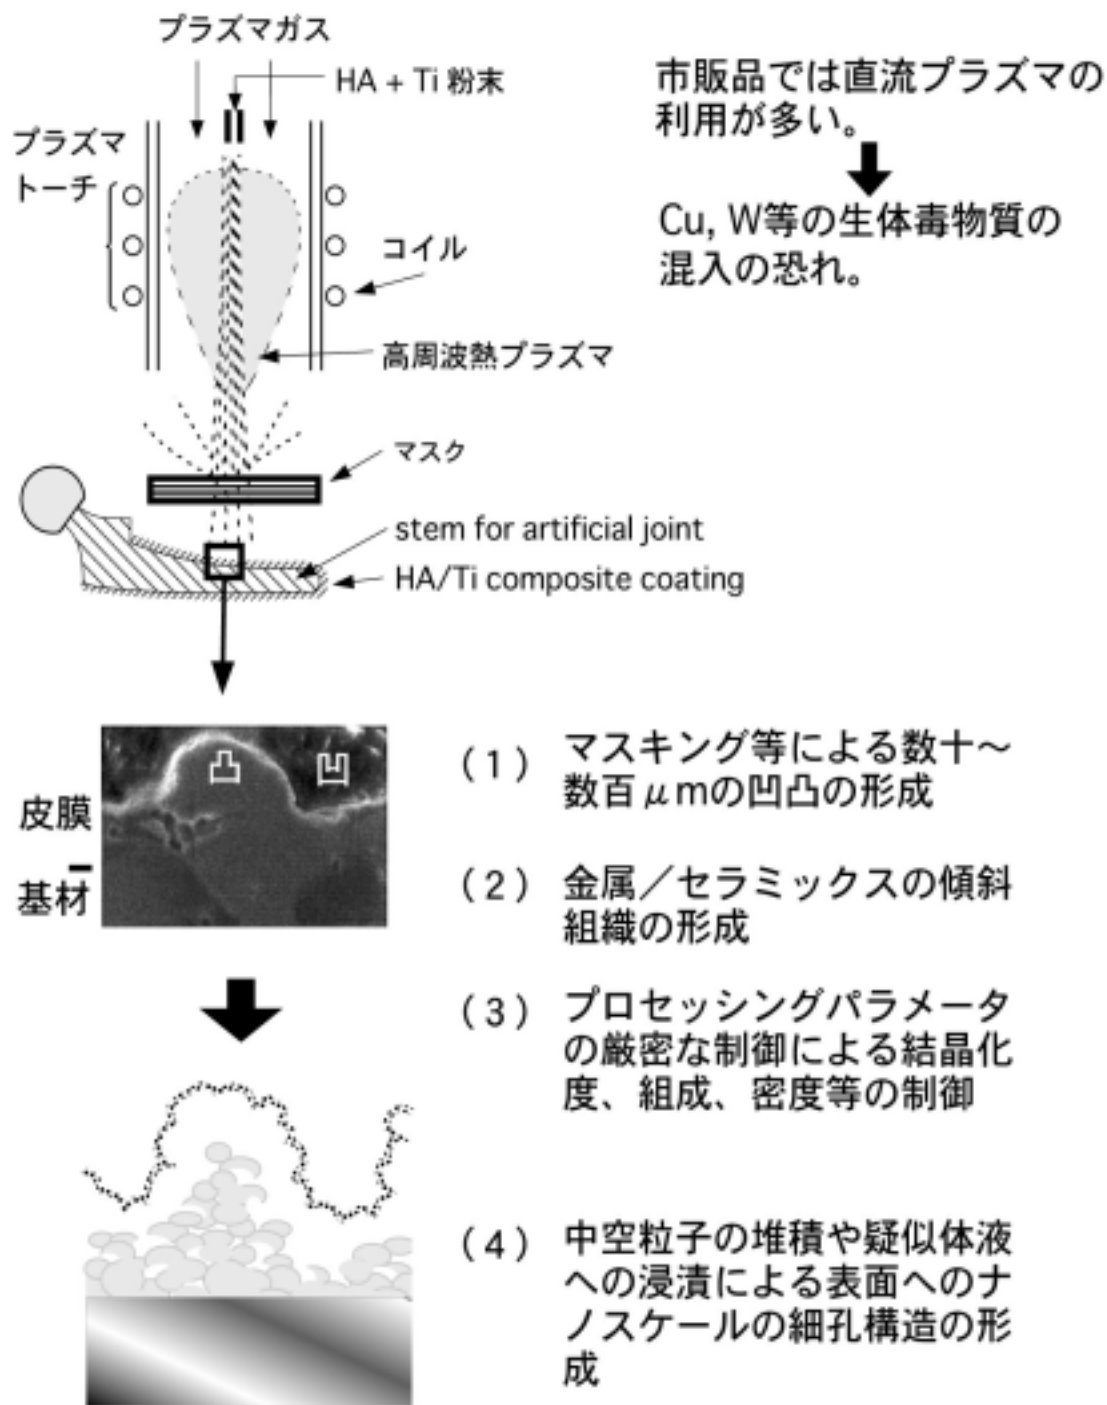 プラズマガス
HA + Ti 粉末
プラズマ
トーチ
コイル
高周波熱プラズマ
マスク
stem for artificial joint
HA/Ti composite coating
市販品では直流プラズマの
利用が多い。
Cu, W等の生体毒物質の
混入の恐れ。
凸
凹
皮膜
基材
（1） マスキング等による数十～
数百μmの凹凸の形成
（2） 金属／セラミックスの傾斜
組織の形成
（3） プロセッシングパラメータ
の厳密な制御による結晶化
度、組成、密度等の制御
（4） 中空粒子の堆積や疑似体液
への浸漬による表面へのナ
ノスケールの細孔構造の形
成